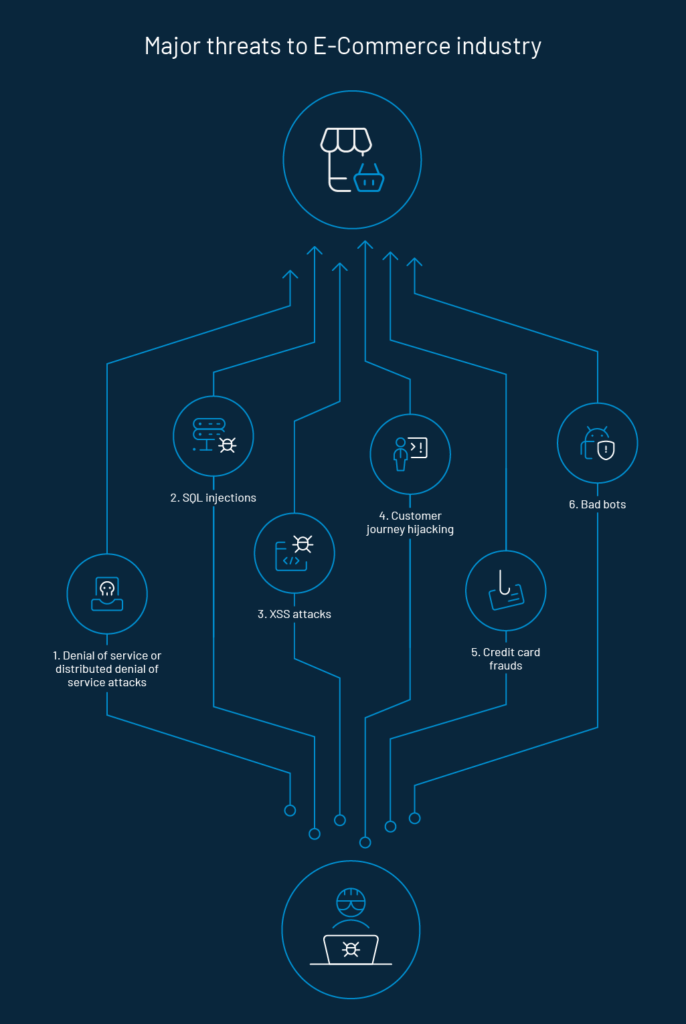 Major threats to E-Commerce industry
1. Denial of service or
distributed denial of
service attacks
2. SQL injections
3. XSS attacks
4. Customer
journey hijacking
5. Credit card
frauds
6. Bad bots